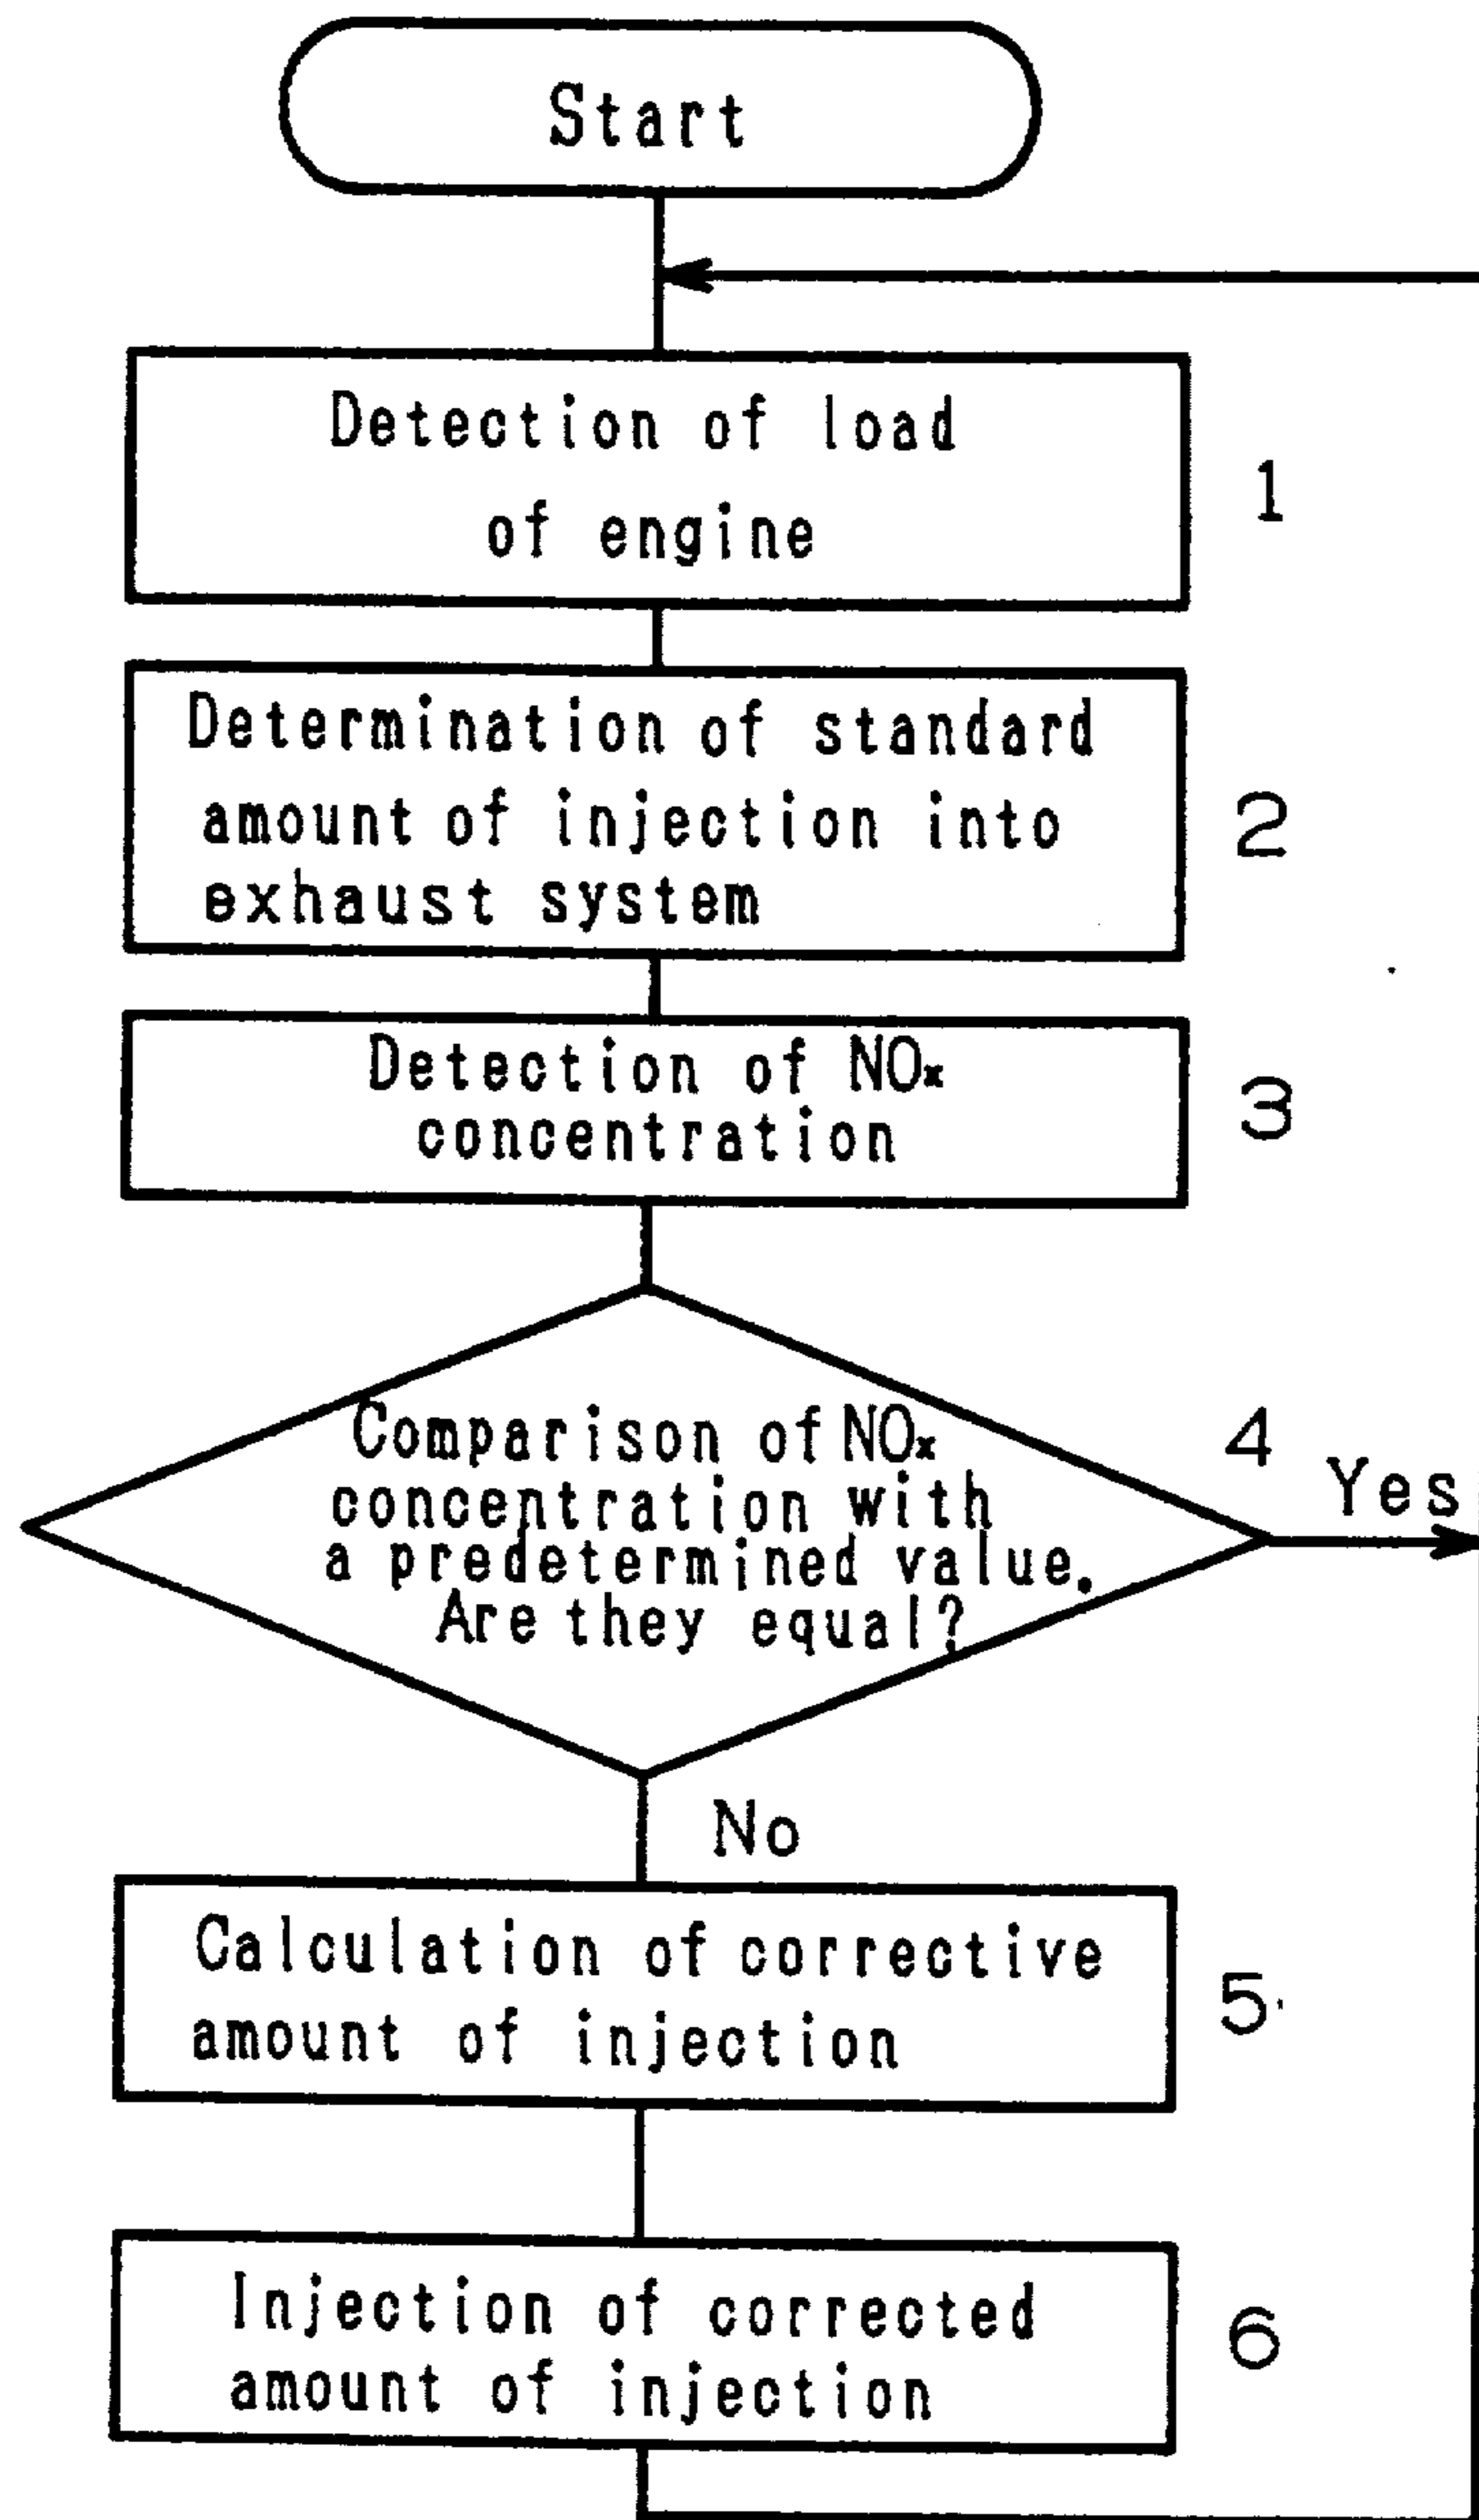 Start
Detection of load
of engine
1
Determination of standard
amount of injection into
exhaust system
2
Detection of NOx
concentration
3
Comparison of NOx
concentration with
a predetermined value.
Are they equal?
4
Yes
No
Calculation of corrective
amount of injection
5
Injection of corrected
amount of injection
6